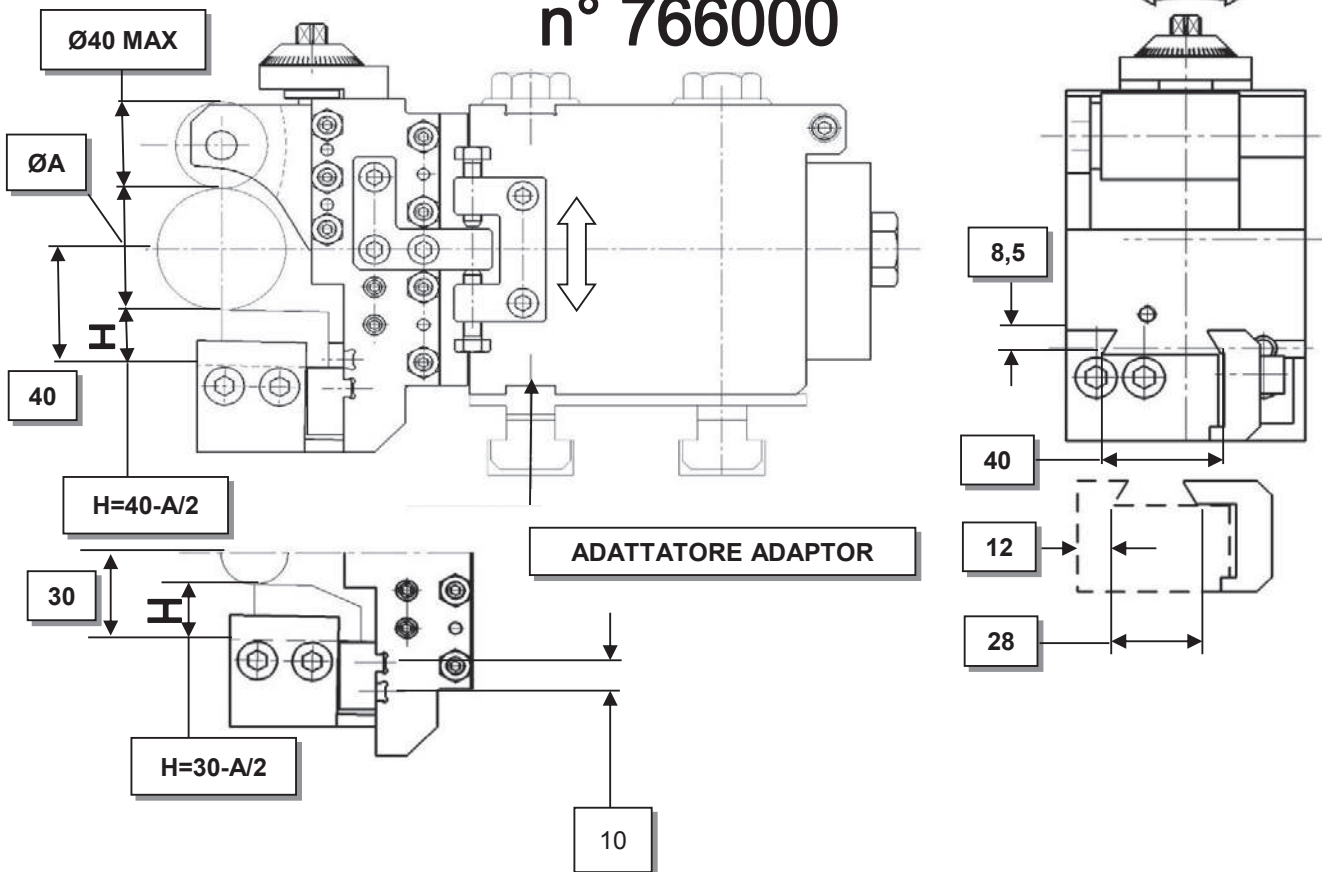 n° 766000
Ø40 MAX
ØA
8,5
H
40
40
H=40-A/2
ADATTATORE ADAPTOR
12
30
H
28
H=30-A/2
10